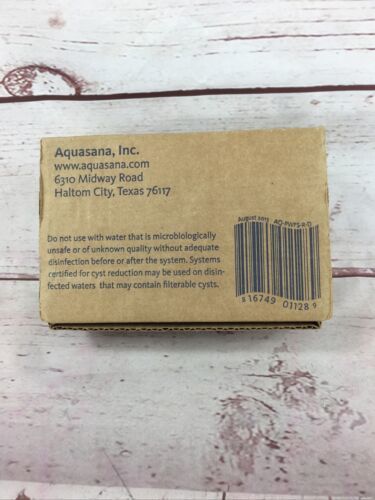 Aquasana, Inc.
www.aquasana.com
6310 Midway Road
Haltom City, Texas 76117
Do not use with water that is microbiologically
unsafe or of unknown quality without adequate
disinfection before or after the system. Systems
certified for cyst reduction may be used on disin-
fected waters that may contain filterable cysts.
August 2015 AQ-PWFS-R-D
8 16749 01128 9